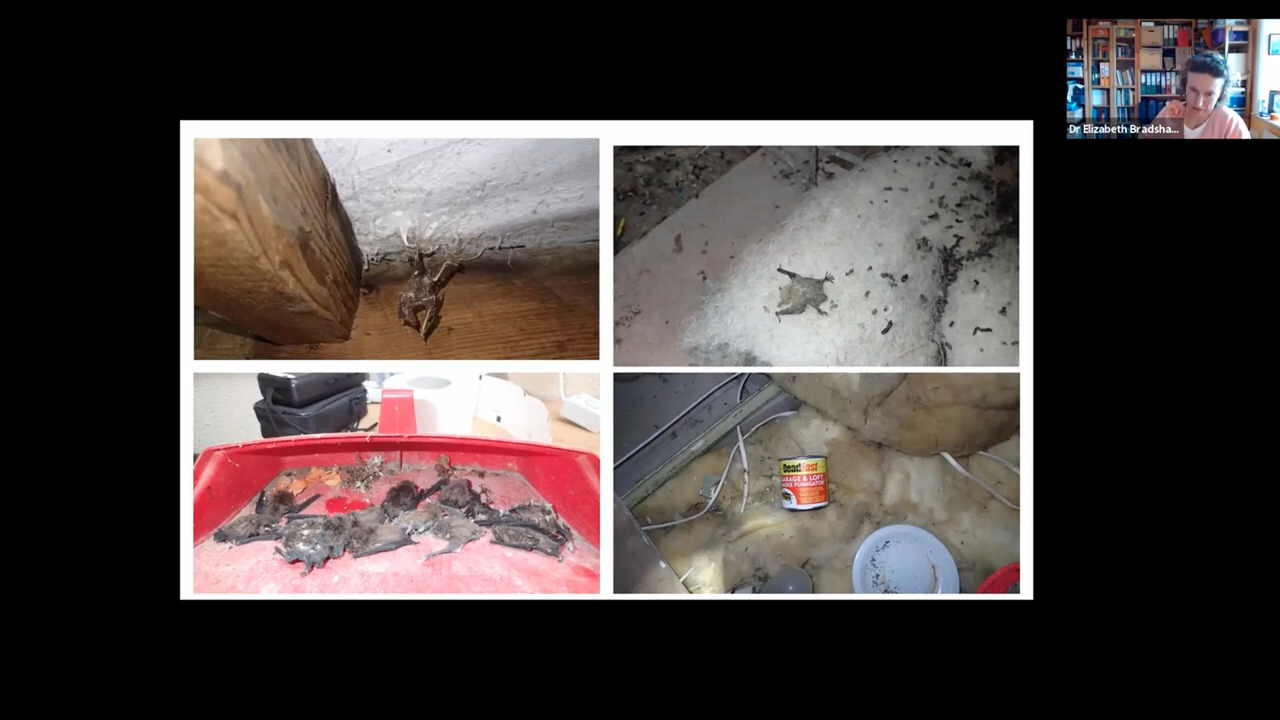 Dr Elizabeth Bradsha...
DeadFast
GARAGE & LOFT
SMOKE FUMIGATOR